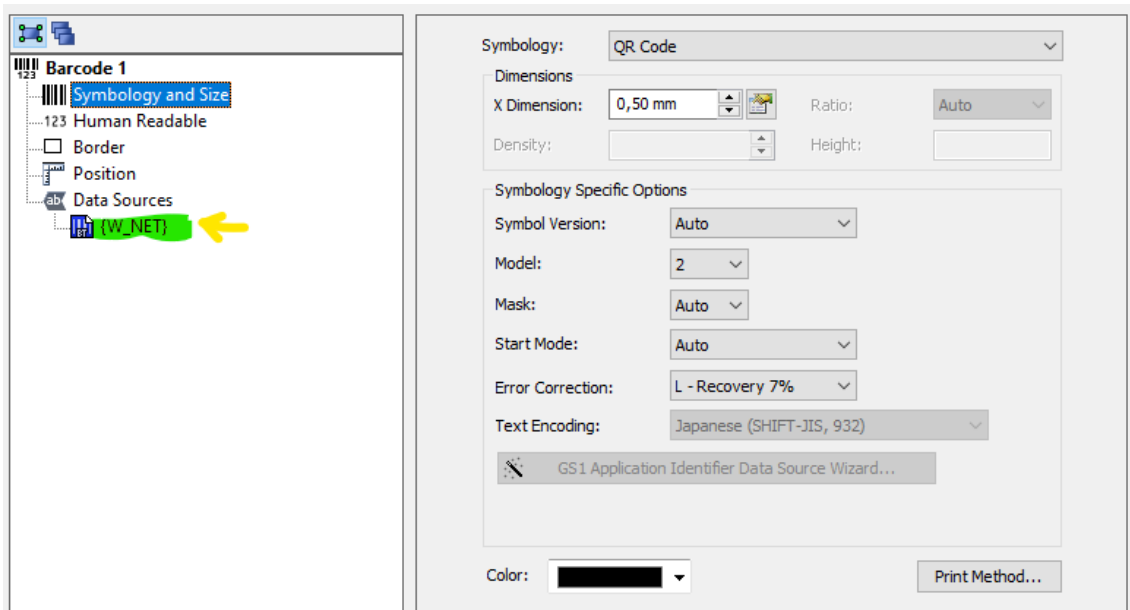 Barcode 1
Symbology and Size
123 Human Readable
Border
Position
Data Sources
{W_NET}
Symbology: QR Code
Dimensions
X Dimension: 0,50 mm Ratio: Auto
Density: Height:
Symbology Specific Options
Symbol Version: Auto
Model: 2
Mask: Auto
Start Mode: Auto
Error Correction: L - Recovery 7%
Text Encoding: Japanese (SHIFT-JIS, 932)
GS1 Application Identifier Data Source Wizard...
Color: Print Method...